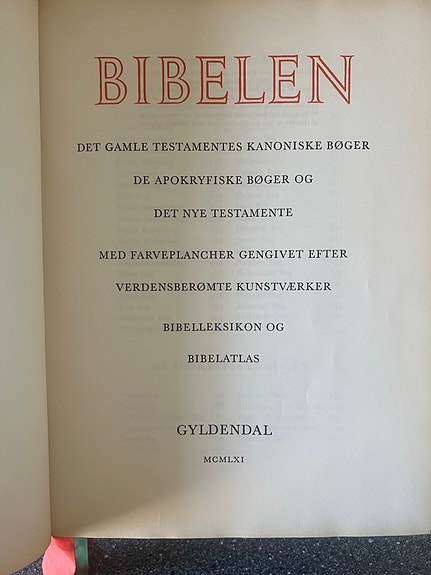 BIBELEN
DET GAMLE TESTAMENTES KANONISKE BØGER
DE APOKRYFISKE BØGER OG
DET NYE TESTAMENTE
MED FARVEPLANCHER GENGIVET EFTER
VERDENSBERØMTE KUNSTVÆRKER
BIBELLEKSIKON OG
BIBELATLAS
GYLDENDAL
MCMLXI